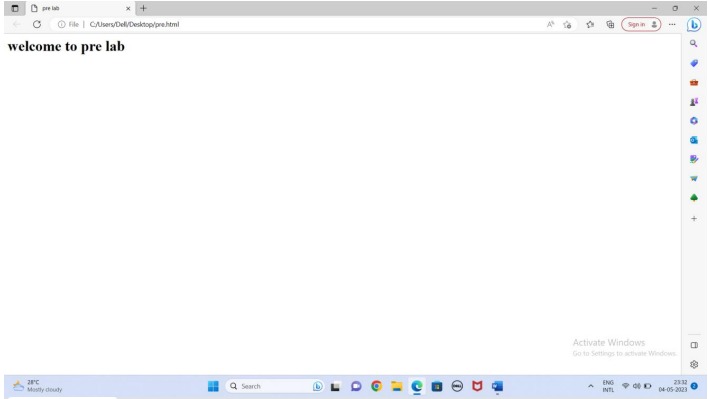 pre lab
File | C:/Users/Dell/Desktop/pre.html
Sign in
welcome to pre lab
Activate Windows
Go to Settings to activate Windows.
28°C
Mostly cloudy
Search
ENG
INTL
23:32
04-05-2023